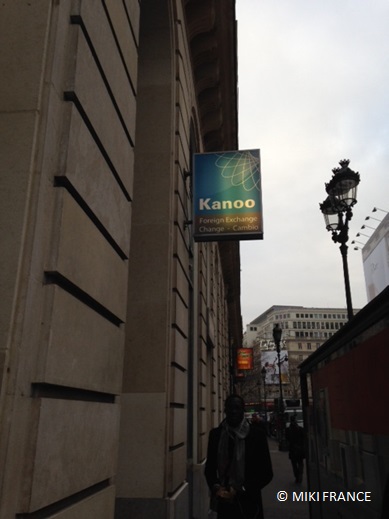 Kanoo
Foreign Exchange
Change - Cambio
© MIKI FRANCE